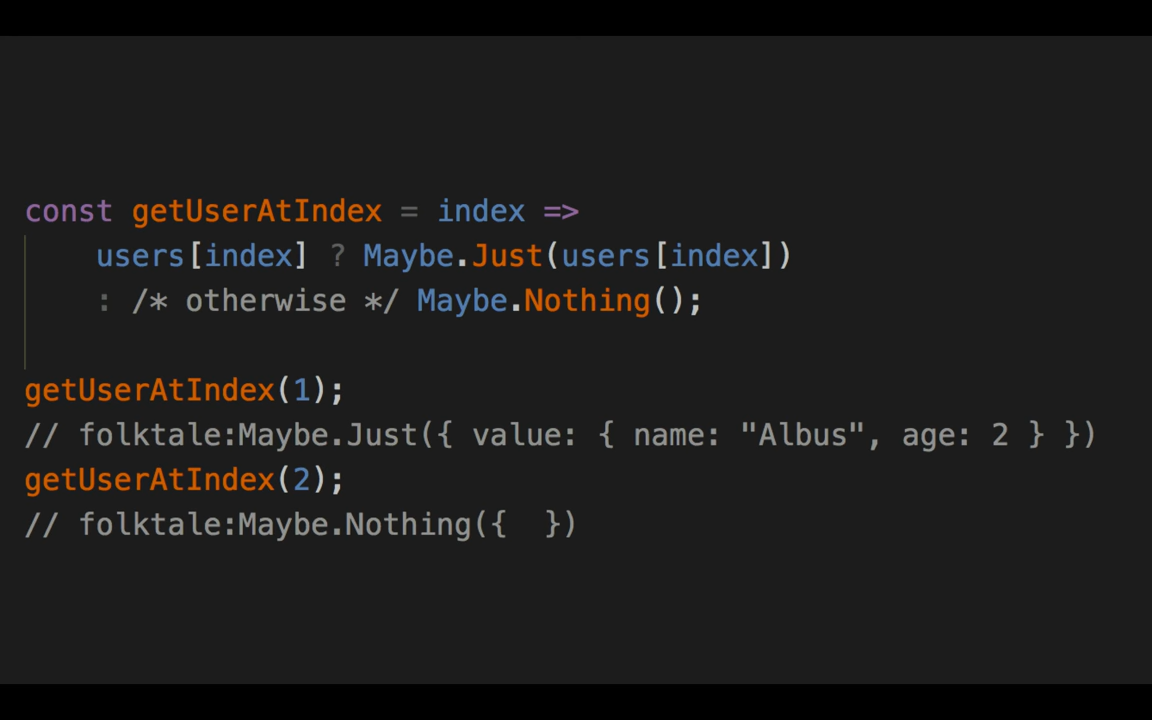 const getUserAtIndex = index =>
    users[index] ? Maybe.Just(users[index])
    : /* otherwise */ Maybe.Nothing();
getUserAtIndex(1);
// folktale:Maybe.Just({ value: { name: "Albus", age: 2 } })
getUserAtIndex(2);
// folktale:Maybe.Nothing({  })